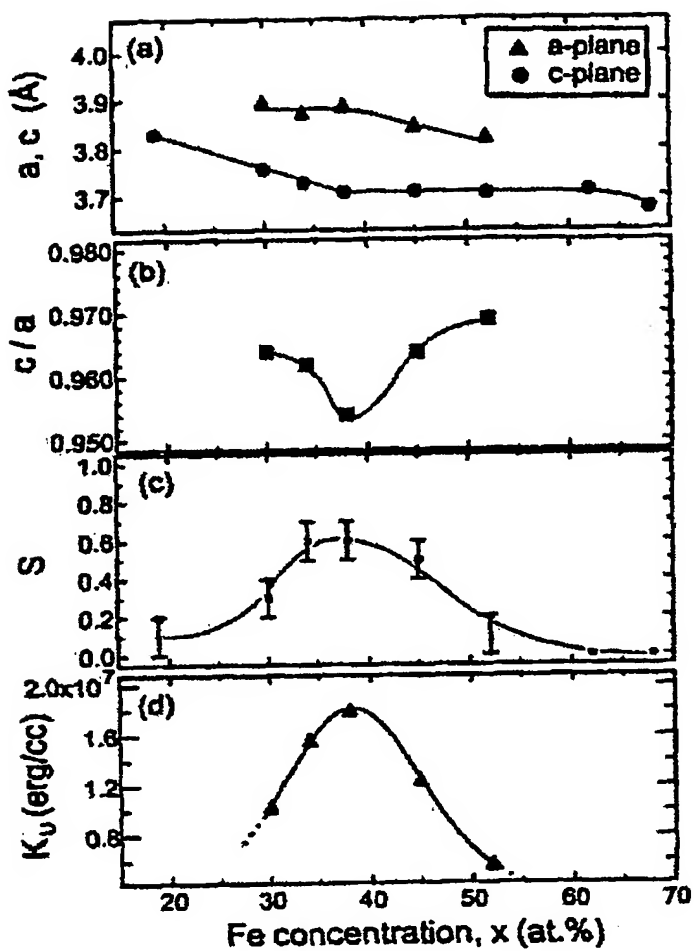 (a)
a-plane
c-plane
4.0
3.9
3.8
3.7
a, c (Å)
(b)
0.980
0.970
0.960
0.950
c / a
(c)
1.0
0.8
0.6
0.4
0.2
0.0
S
(d)
2.0x10⁷
1.6
1.2
0.8
Kᵤ (erg/cc)
20 30 40 50 60 70
Fe concentration, x (at.%)